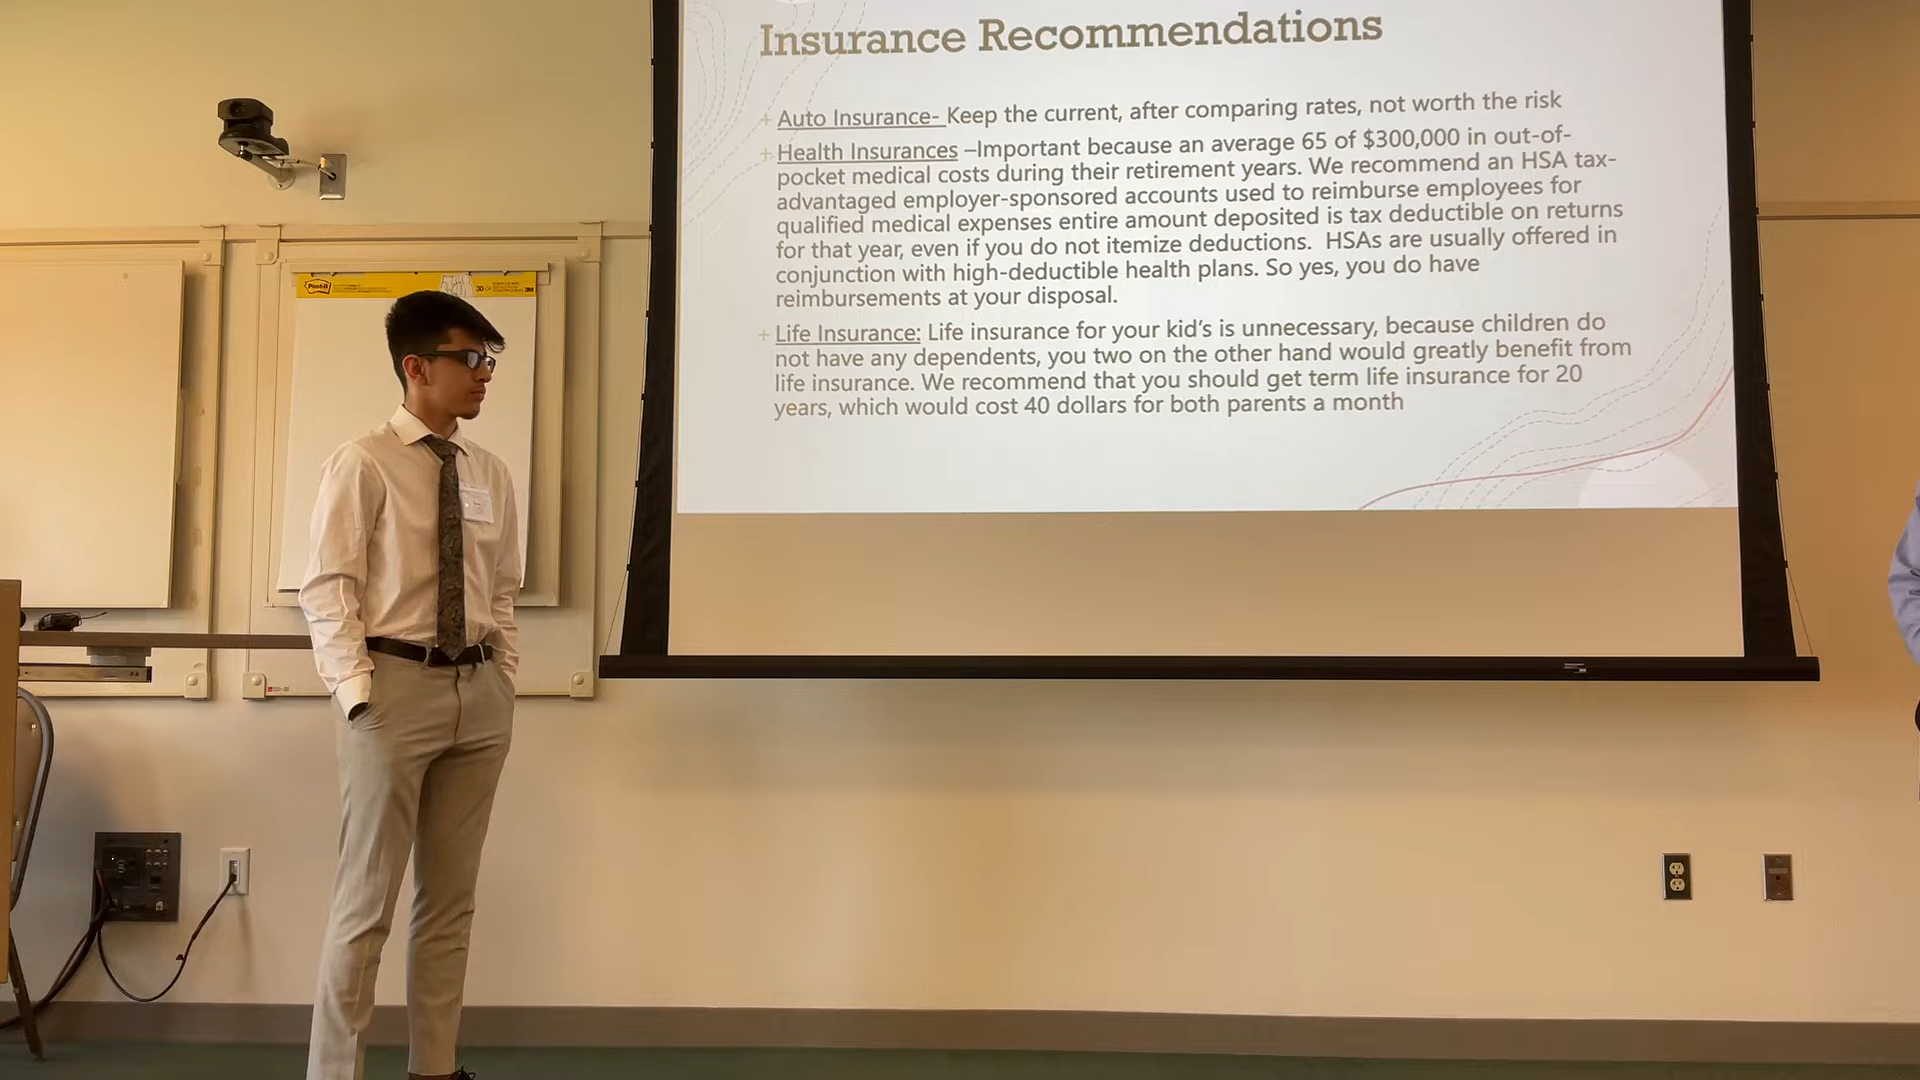 Insurance Recommendations
+ Auto Insurance- Keep the current, after comparing rates, not worth the risk
+ Health Insurances –Important because an average 65 of $300,000 in out-of-
pocket medical costs during their retirement years. We recommend an HSA tax-
advantaged employer-sponsored accounts used to reimburse employees for
qualified medical expenses entire amount deposited is tax deductible on returns
for that year, even if you do not itemize deductions. HSAs are usually offered in
conjunction with high-deductible health plans. So yes, you do have
reimbursements at your disposal.
+ Life Insurance: Life insurance for your kid's is unnecessary, because children do
not have any dependents, you two on the other hand would greatly benefit from
life insurance. We recommend that you should get term life insurance for 20
years, which would cost 40 dollars for both parents a month
Post-it 30 3M